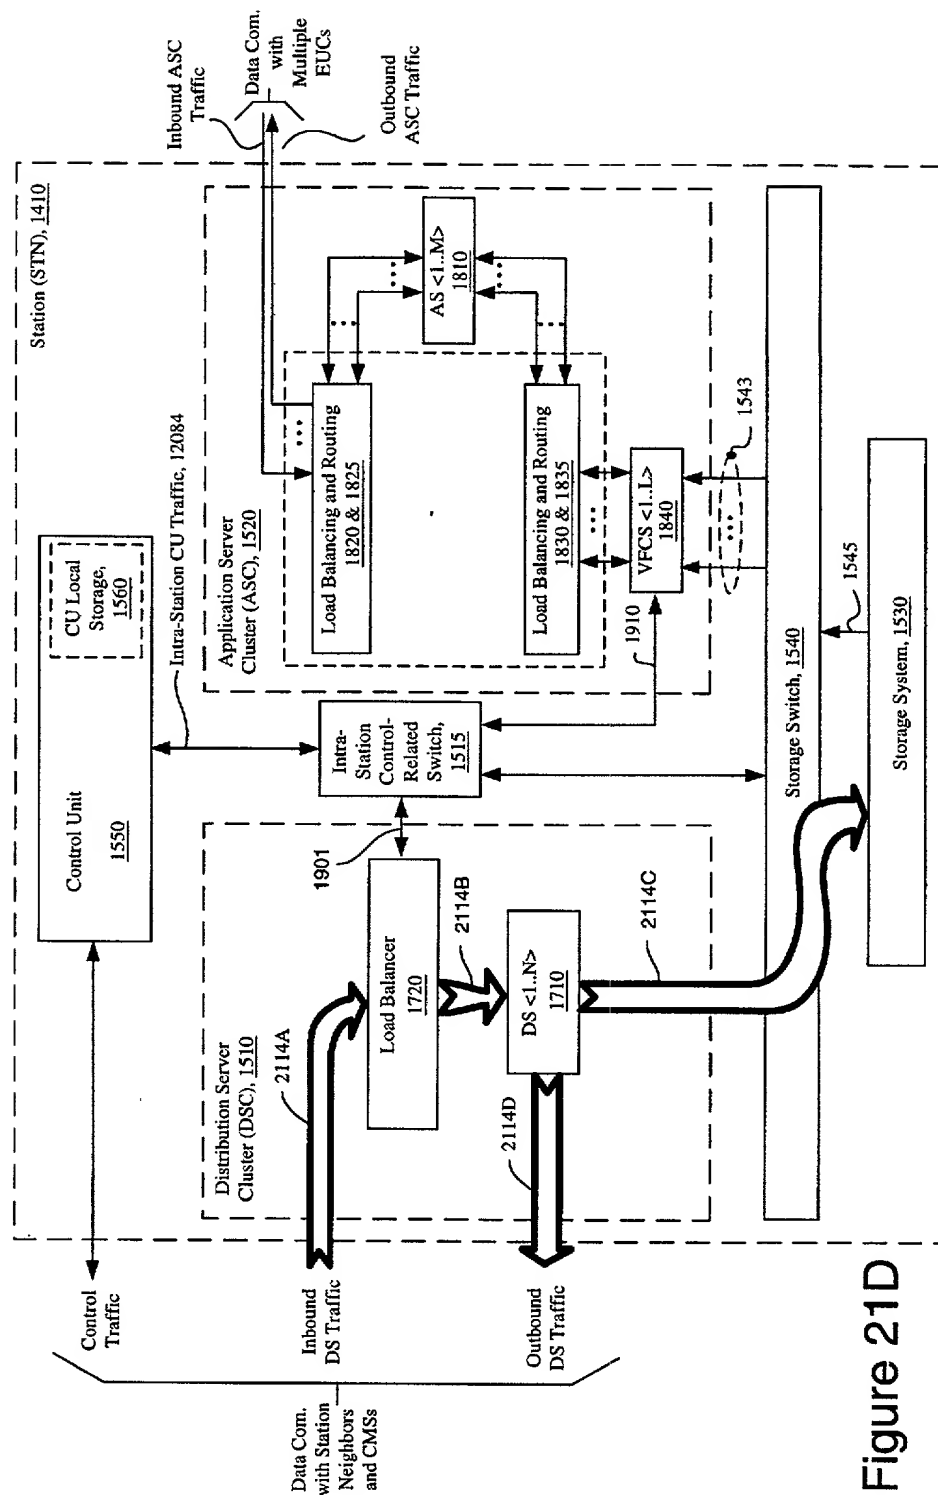 Station (STN), 1410
Control Unit
1550
CU Local
Storage,
1560
Control
Traffic
Intra-Station CU Traffic, 12084
Data Com.
with Station
Neighbors
and CMSs
Inbound
DS Traffic
Outbound
DS Traffic
Distribution Server
Cluster (DSC), 1510
2114A
Load Balancer
1720
2114B
DS <1..N>
1710
2114C
2114D
1901
Intra-
Station
Control-
Related
Switch,
1515
1910
Application Server
Cluster (ASC), 1520
Load Balancing and Routing
1820 & 1825
Load Balancing and Routing
1830 & 1835
AS <1..M>
1810
VFCS <1..L>
1840
1543
Inbound ASC
Traffic
Data Com.
with
Multiple
EUCs
Outbound
ASC Traffic
Storage Switch, 1540
1545
Storage System, 1530
Figure 21D